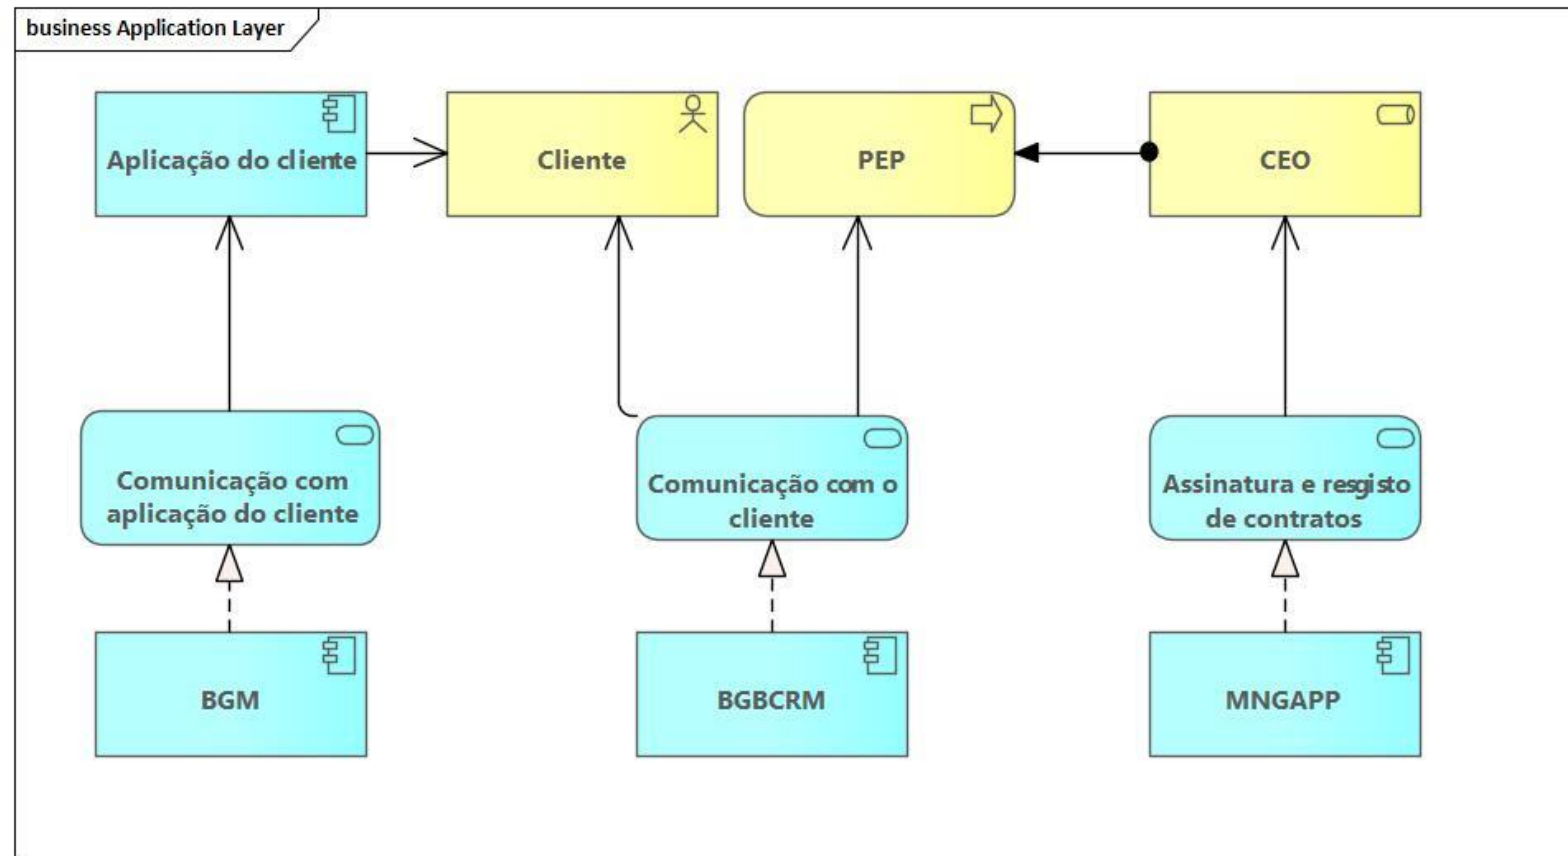 business Application Layer
Aplicação do cliente
Cliente
PEP
CEO
Comunicação com
aplicação do cliente
Comunicação com o
cliente
Assinatura e resgisto
de contratos
BGM
BGBCRM
MNGAPP